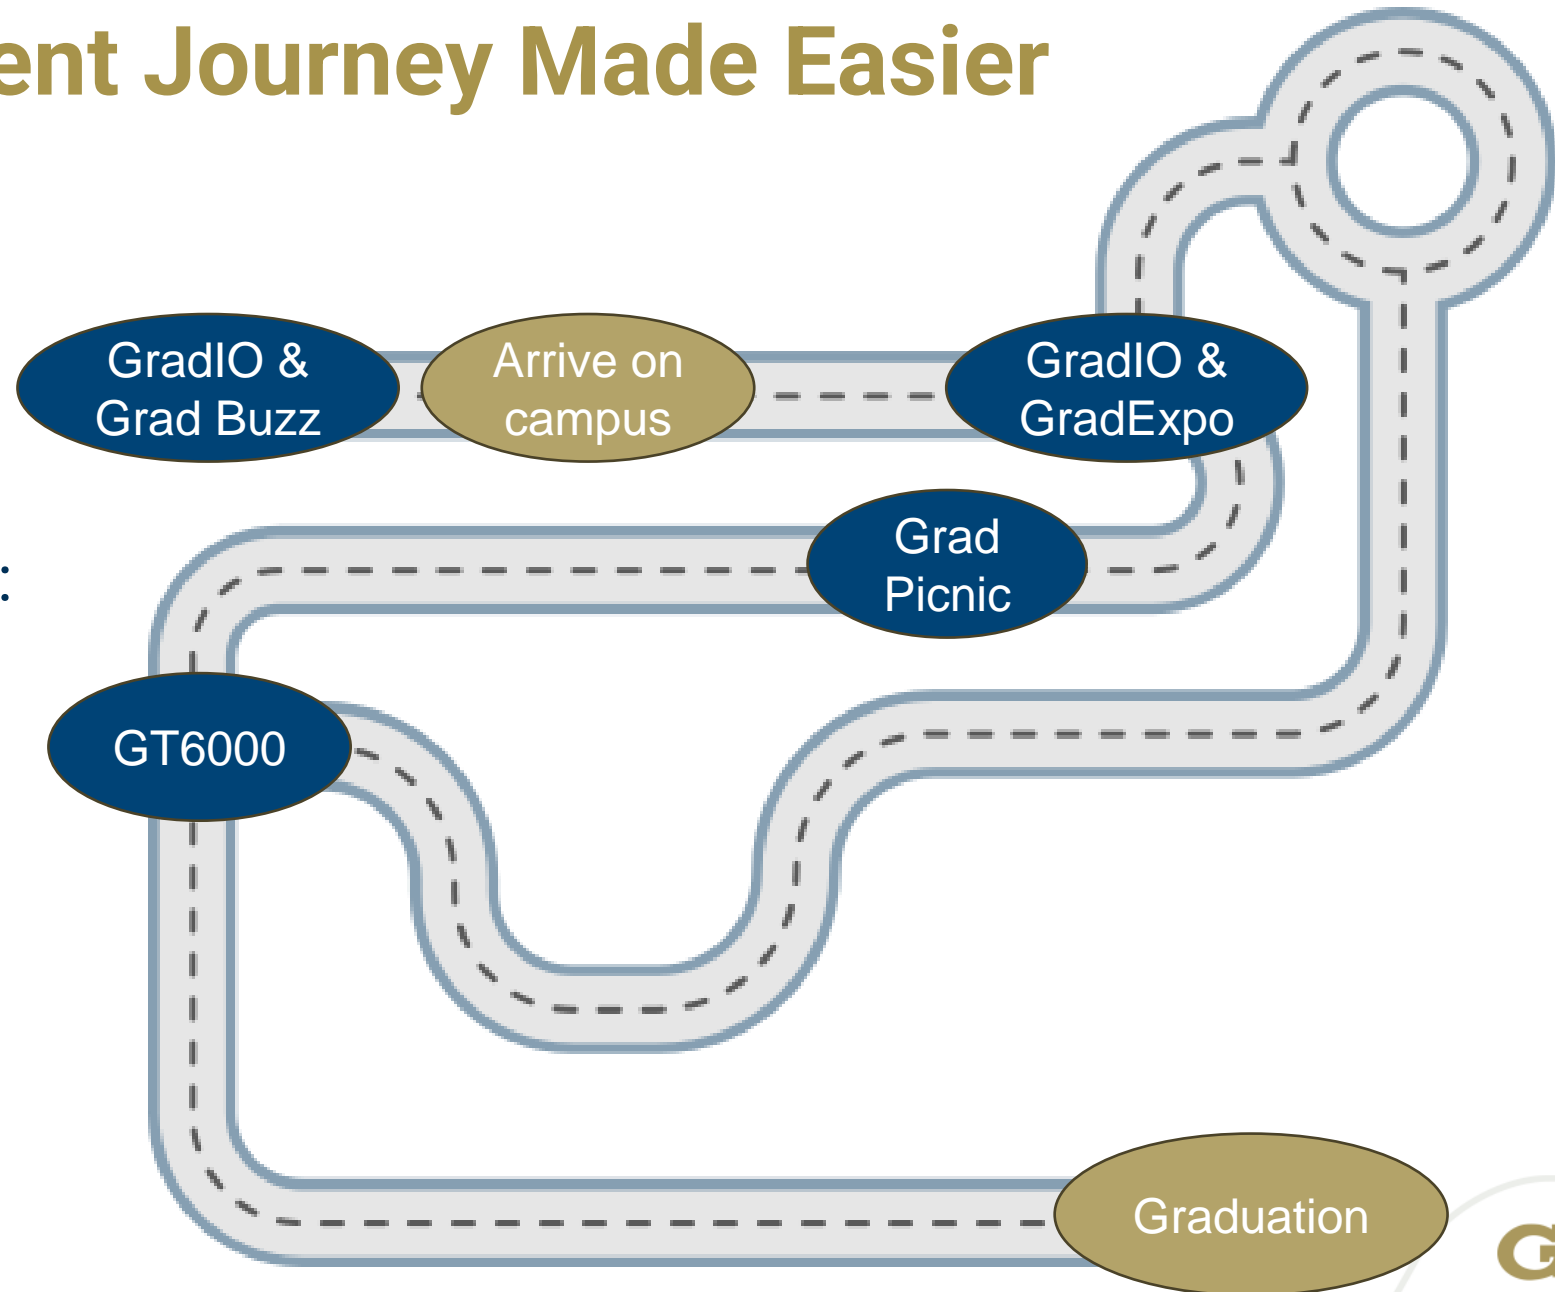 ent Journey Made Easier
GradIO &
Grad Buzz
Arrive on
campus
GradIO &
GradExpo
Grad
Picnic
:
GT6000
Graduation
G